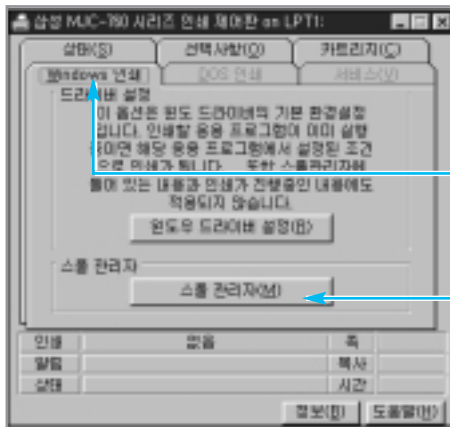 삼성 MJC-760 시리즈 인쇄 제어판 on LPT1:
상태(S) 선택사항(O) 카트리지(C)
Windows 인쇄 DOS 인쇄 서비스(V)
드라이버 설정
이 옵션은 윈도 드라이버의 기본 환경설정
입니다. 인쇄할 응용 프로그램이 이미 실행
중이면 해당 응용 프로그램에서 설정된 조건
으로 인쇄가 됩니다. 또한 스풀관리자에
들어 있는 내용과 인쇄가 진행중인 내용에도
적용되지 않습니다.
윈도우 드라이버 설정(R)
스풀 관리자
스풀 관리자(M)
인쇄 없음 쪽
알림 복사
상태 시간
정보(B) 도움말(H)